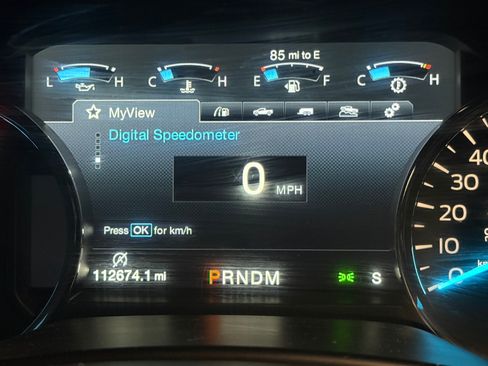 85 mi to E
L H C H E F C H
MyView
Digital Speedometer
0 MPH
Press OK for km/h
112674.1 mi PRNDM S
40
30
20
10
0